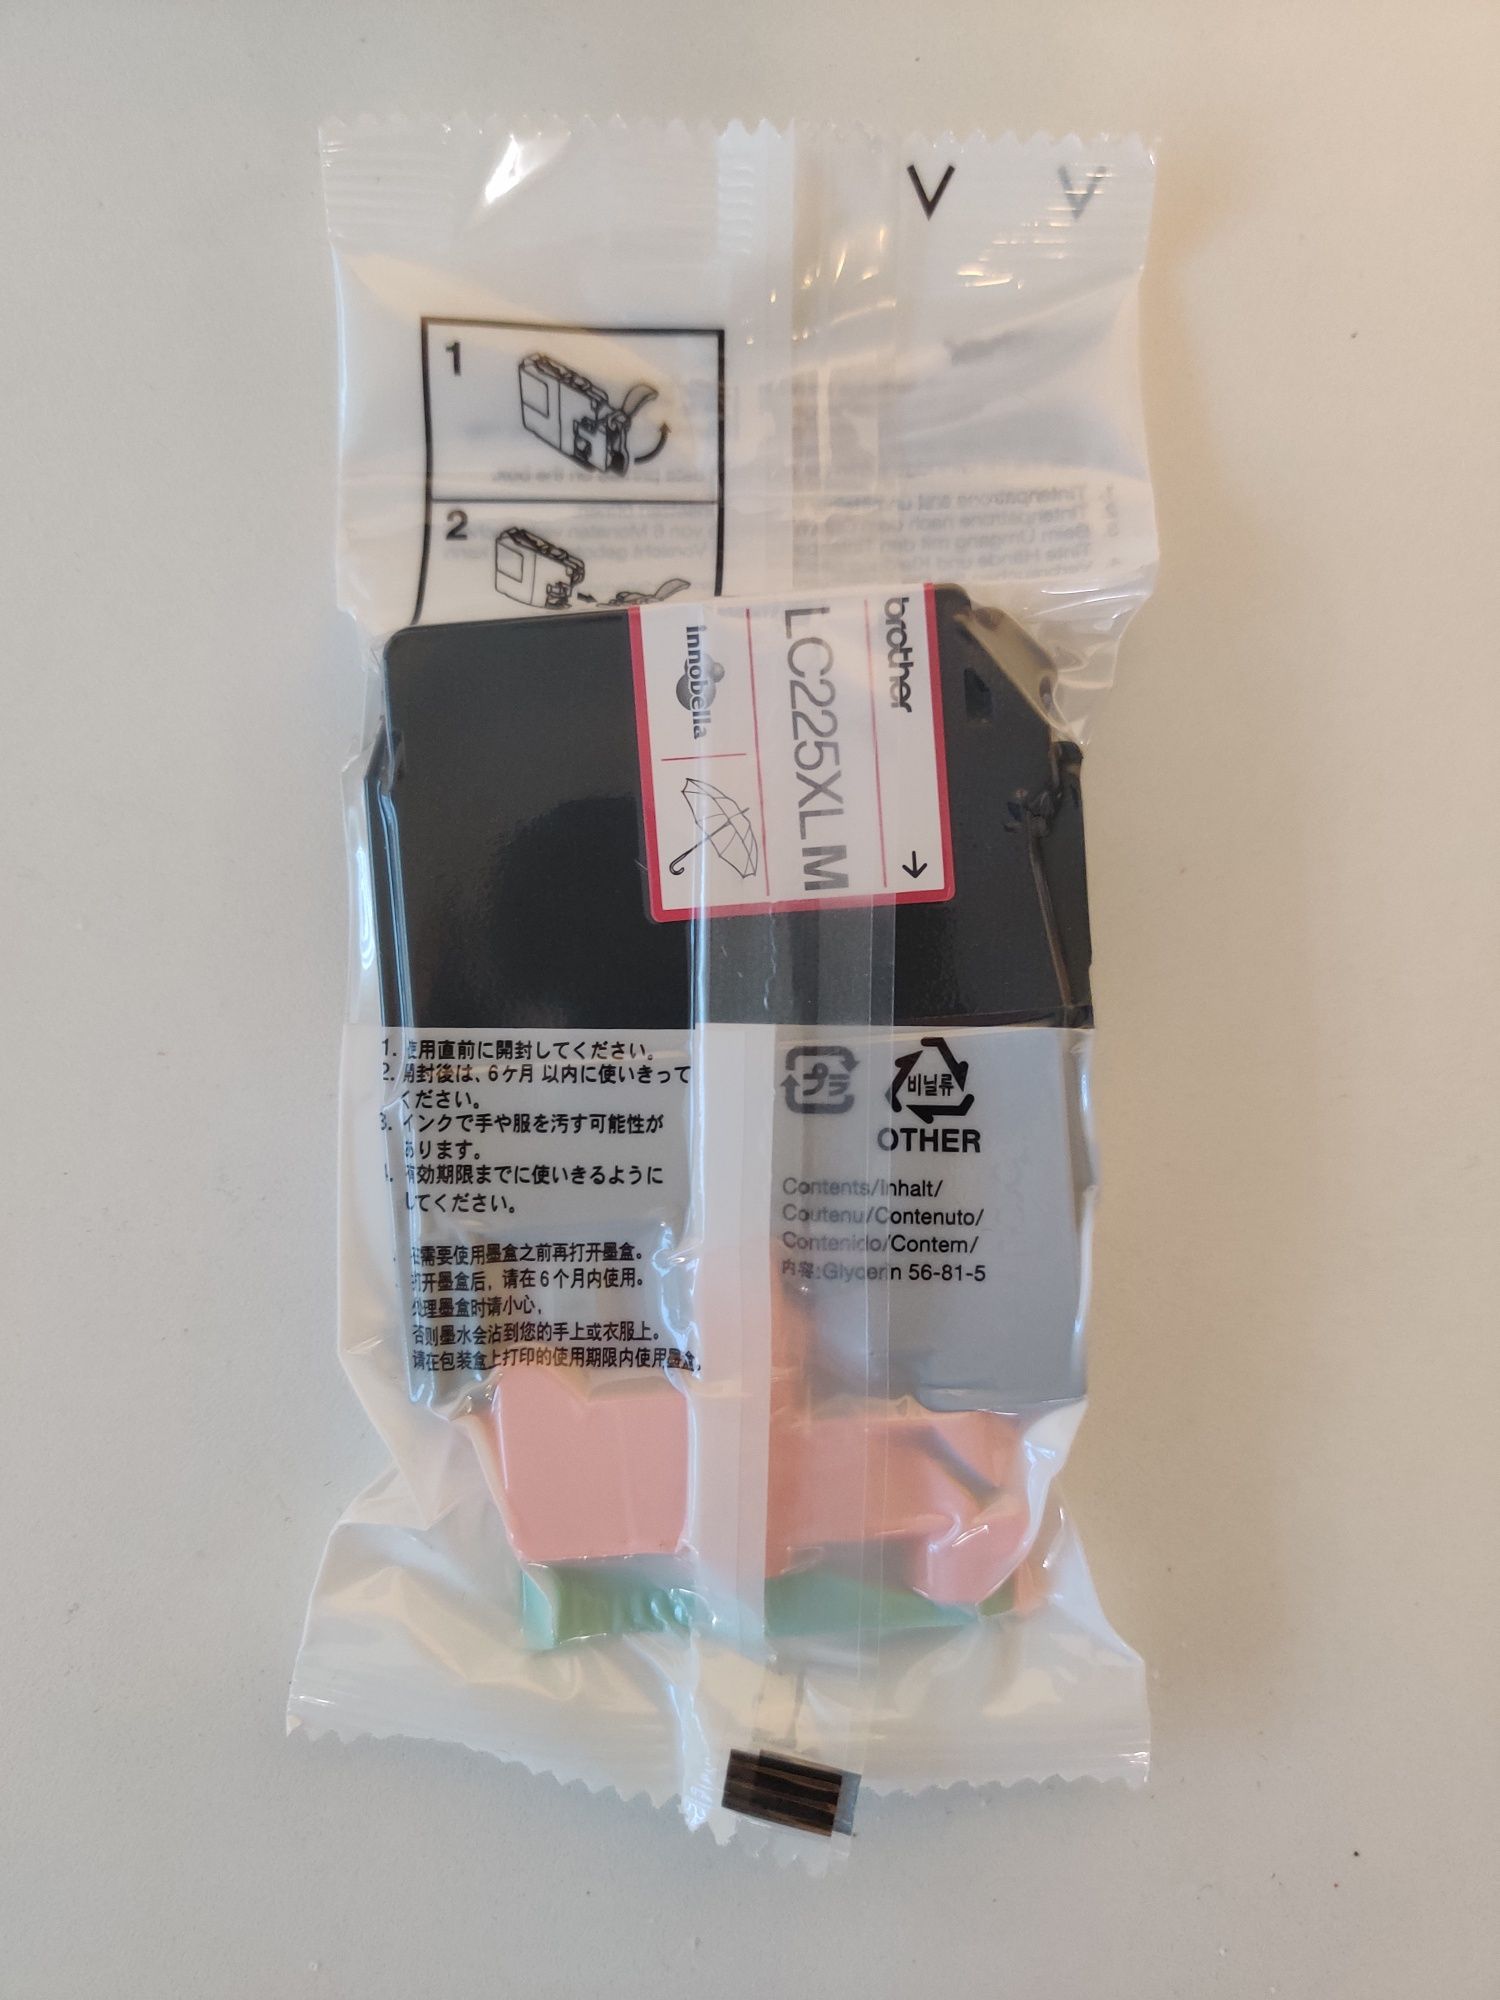 1
2
brother
LC225XL M
innobella
1. 使用直前に開封してください。
2. 開封後は、6ケ月 以内に使いきって
ください。
3. インクで手や服を汚す可能性が
あります。
4. 有効期限までに使いきるように
してください。
在需要使用墨盒之前再打开墨盒。
打开墨盒后，请在6个月内使用。
处理墨盒时请小心，
否则墨水会沾到您的手上或衣服上。
请在包装盒上打印的使用期限内使用墨盒。
プラ
비닐류
OTHER
Contents/Inhalt/
Coutenu/Contenuto/
Contenido/Contem/
内容:Glycerin 56-81-5